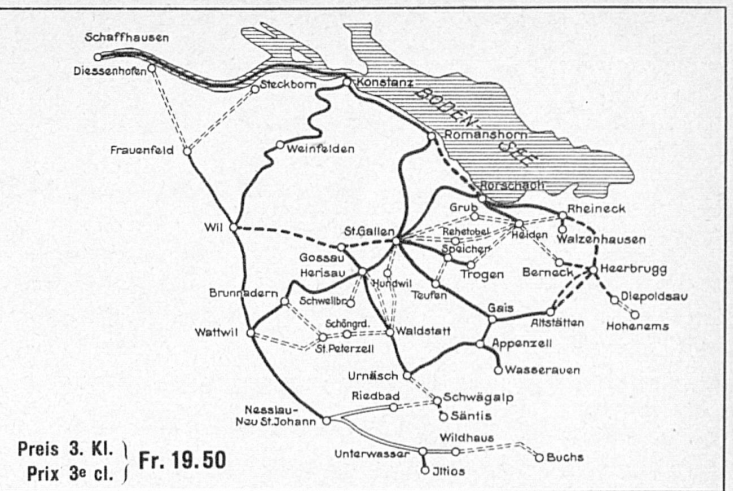 Schaffhausen
Diessenhofen
Steckborn
Konstanz
BODEN-
SEE
Romanshorn
Frauenfeld
Weinfelden
Rorschach
Grub
Rheineck
Wil
St.Gallen
Rehetobel
Heiden
Walzenhausen
Speicher
Gossau
Herisau
Trogen
Berneck
Heerbrugg
Hundwil
Teufen
Brunnadern
Schwellbr.
Diepoldsau
Gais
Hohenems
Schöngrd.
Waldstatt
Altstätten
Wattwil
St.Peterzell
Appenzell
Urnäsch
Wasserauen
Riedbad
Schwägalp
Nesslau-
Neu St.Johann
Säntis
Wildhaus
Unterwasser
Buchs
Iltios
Preis 3. Kl.
Prix 3e cl.
Fr. 19.50